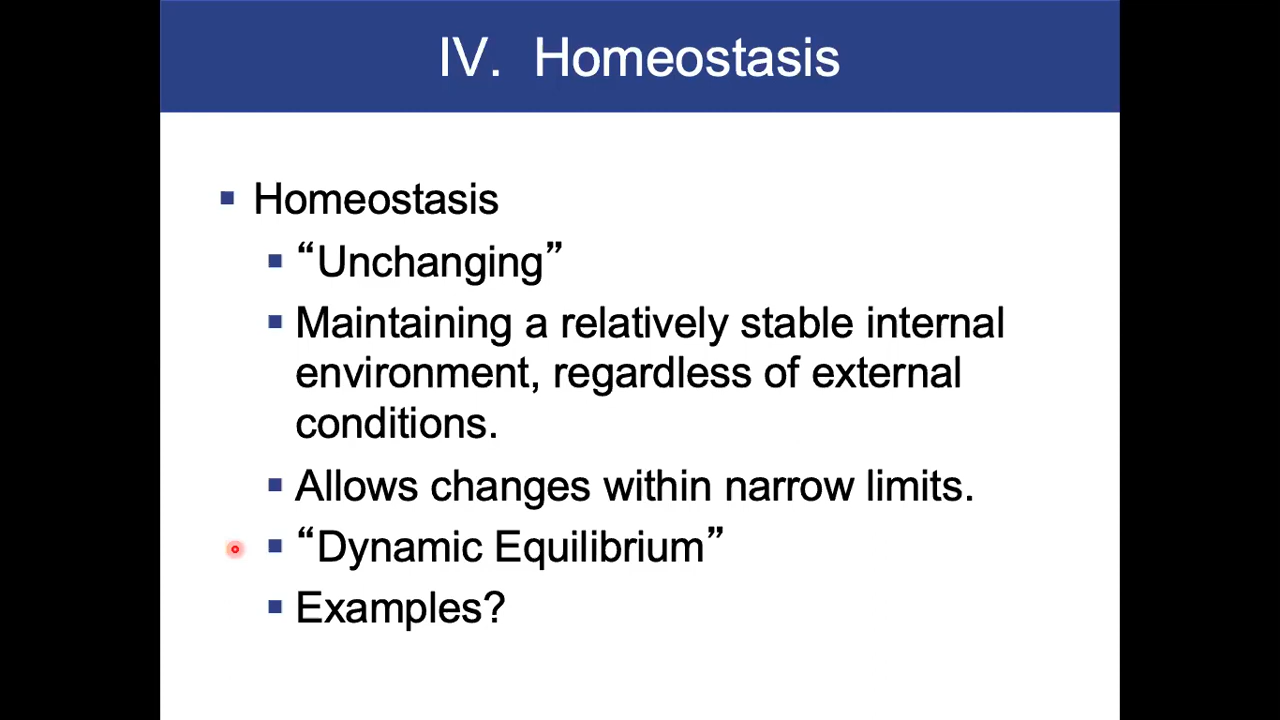 IV. Homeostasis
Homeostasis
“Unchanging”
Maintaining a relatively stable internal
environment, regardless of external
conditions.
Allows changes within narrow limits.
“Dynamic Equilibrium”
Examples?